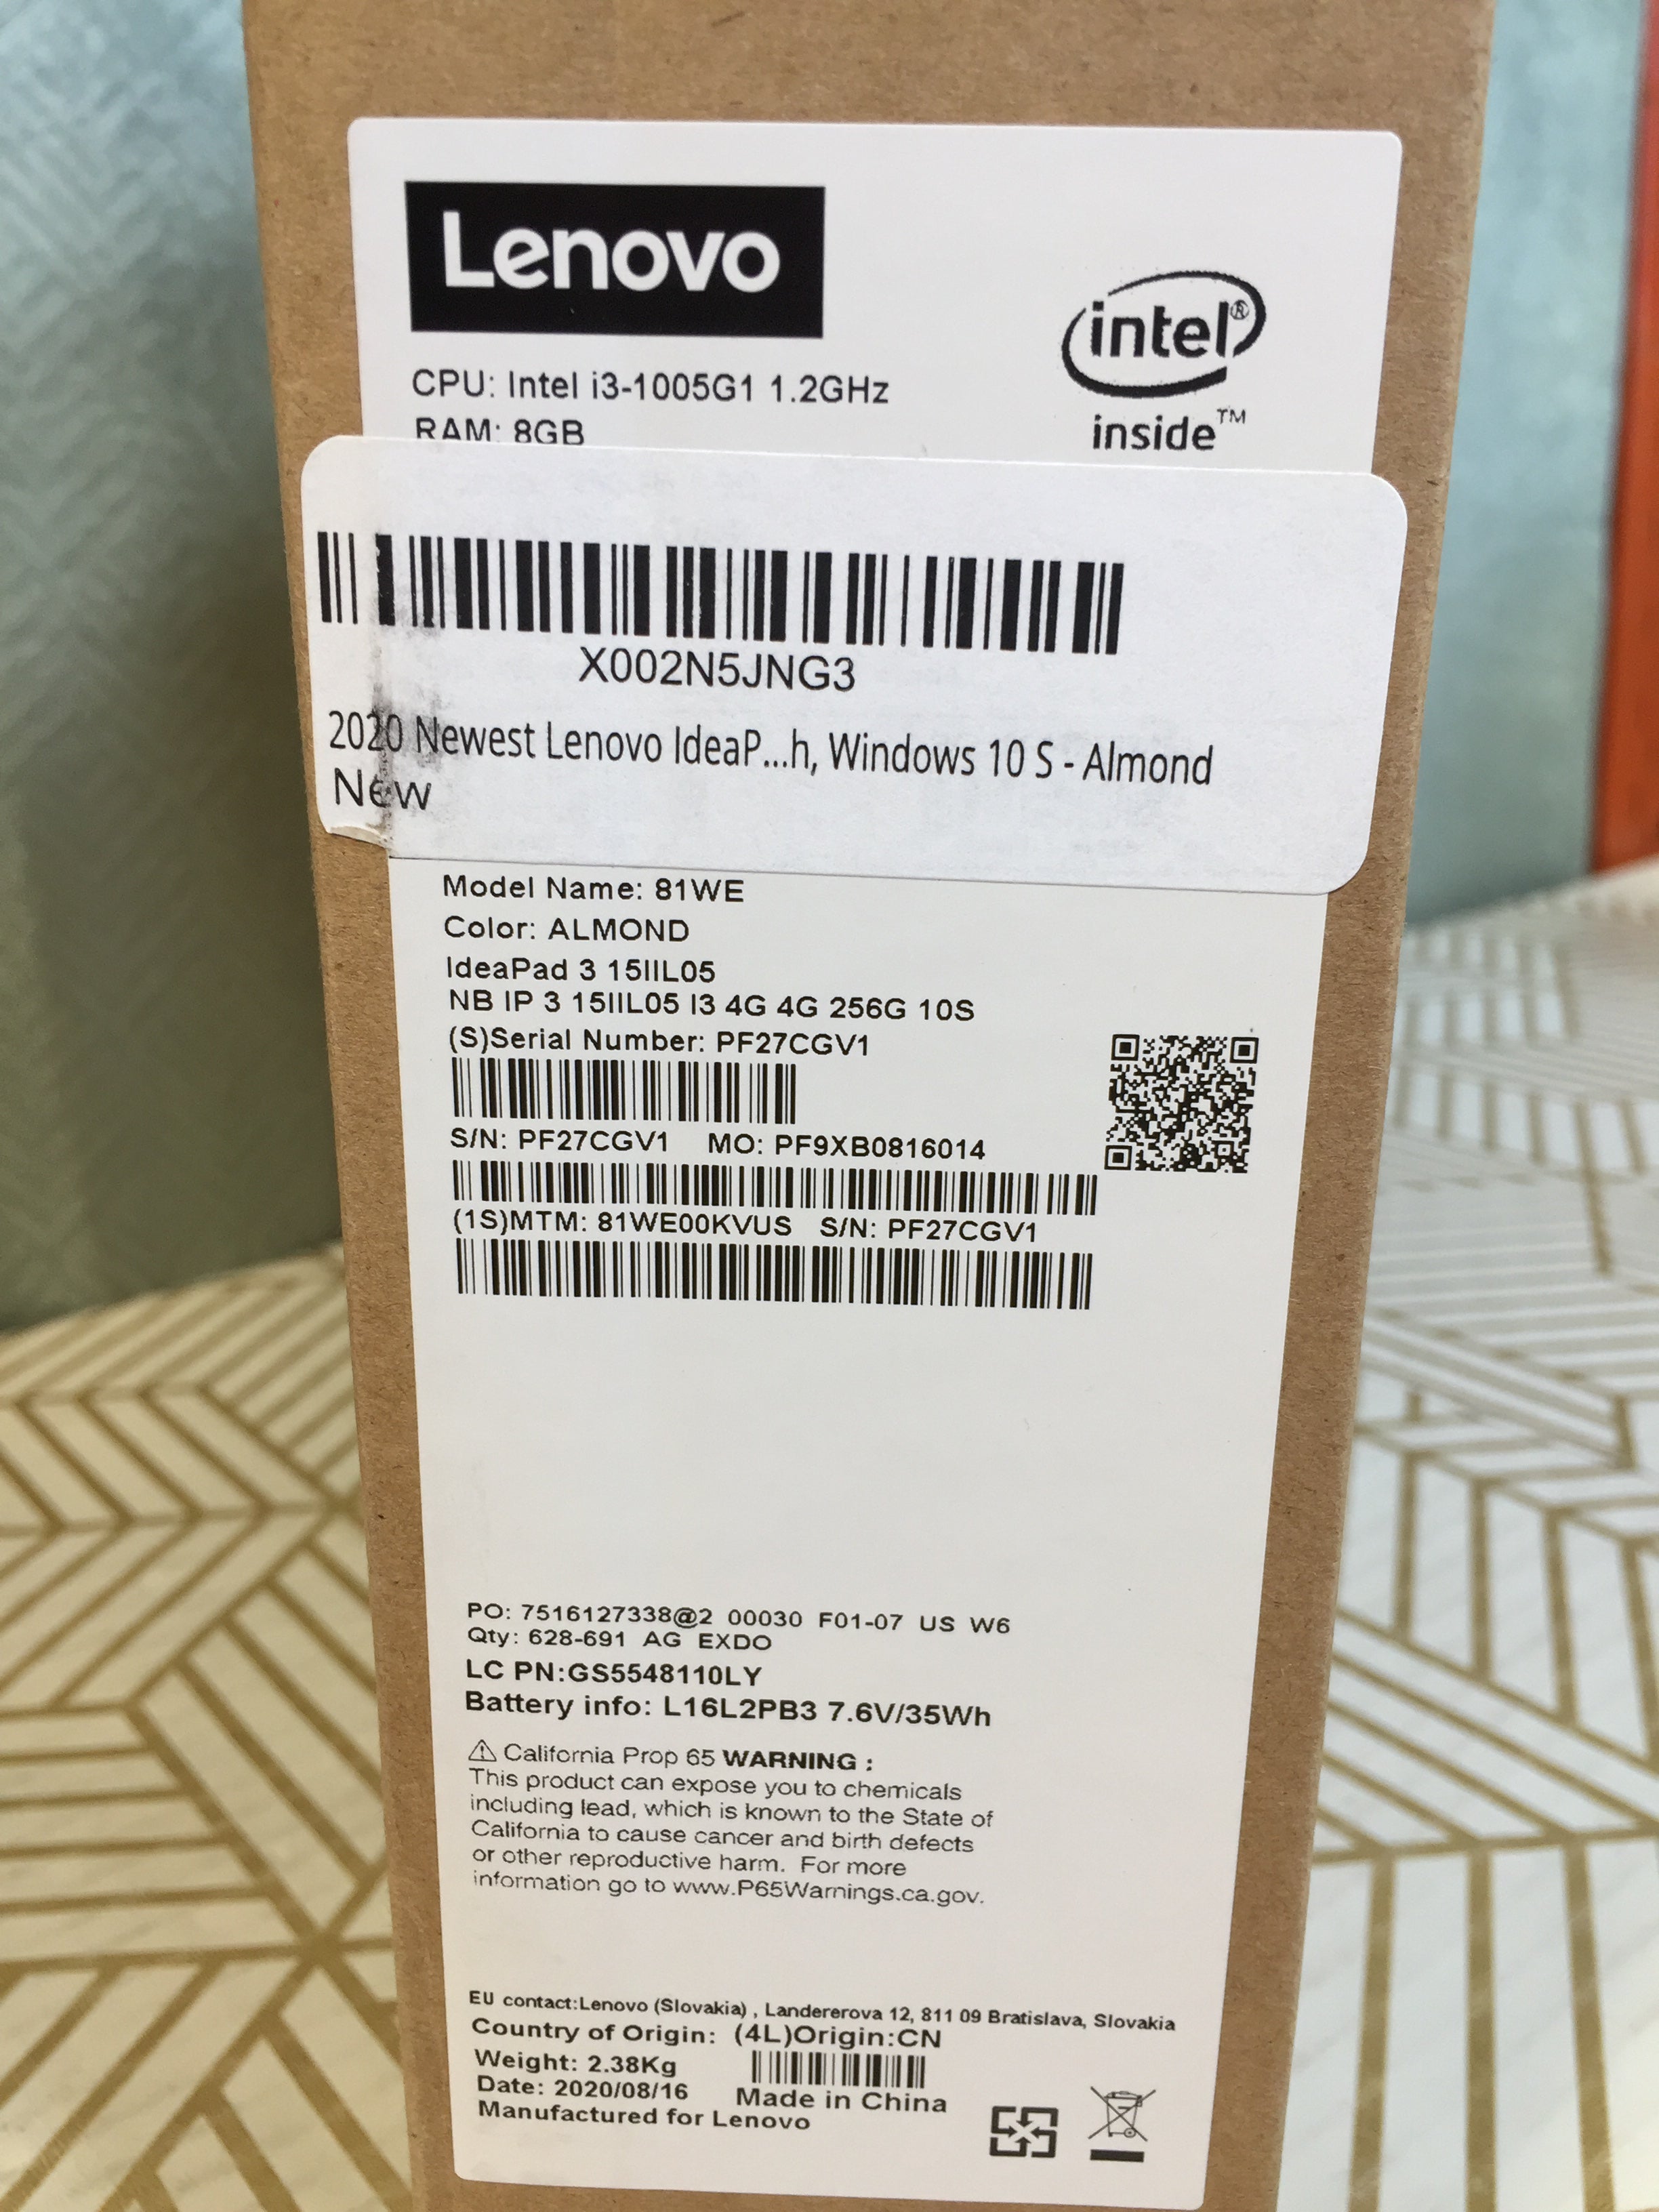 Lenovo
intel®
inside™
CPU: Intel i3-1005G1 1.2GHz
RAM: 8GB
X002N5JNG3
2020 Newest Lenovo IdeaP...h, Windows 10 S - Almond
New
Model Name: 81WE
Color: ALMOND
IdeaPad 3 15IIL05
NB IP 3 15IIL05 I3 4G 4G 256G 10S
(S)Serial Number: PF27CGV1
S/N: PF27CGV1 MO: PF9XB0816014
(1S)MTM: 81WE00KVUS S/N: PF27CGV1
PO: 7516127338@2 00030 F01-07 US W6
Qty: 628-691 AG EXDO
LC PN:GS5548110LY
Battery info: L16L2PB3 7.6V/35Wh
⚠ California Prop 65 WARNING :
This product can expose you to chemicals
including lead, which is known to the State of
California to cause cancer and birth defects
or other reproductive harm. For more
information go to www.P65Warnings.ca.gov.
EU contact:Lenovo (Slovakia) , Landererova 12, 811 09 Bratislava, Slovakia
Country of Origin: (4L)Origin:CN
Weight: 2.38Kg
Date: 2020/08/16 Made in China
Manufactured for Lenovo